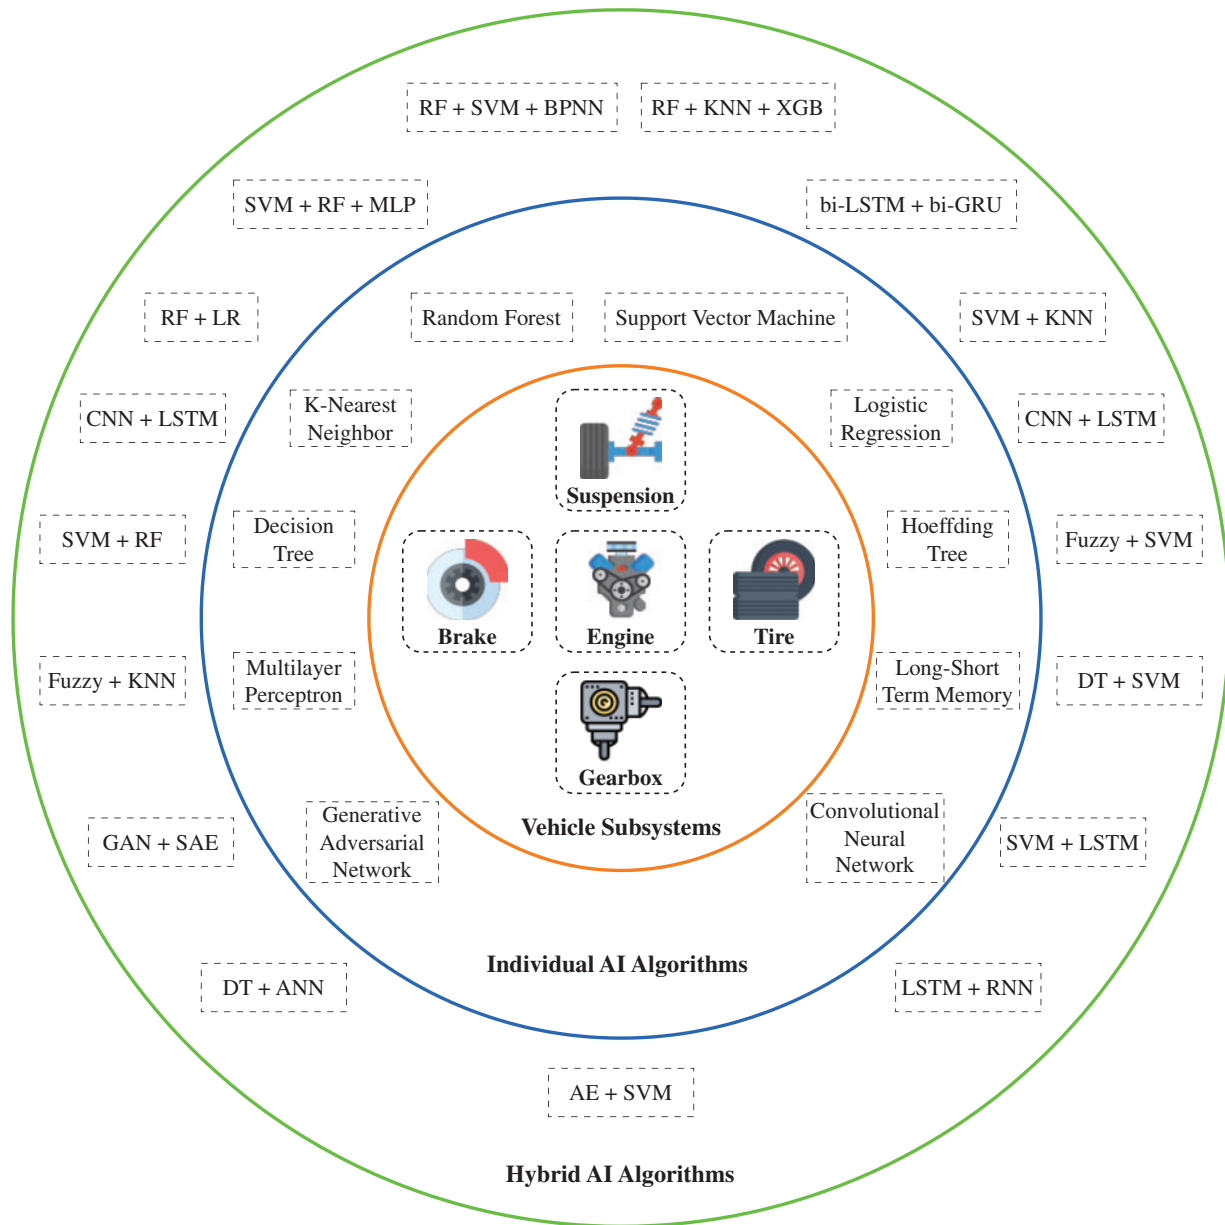 RF + SVM + BPNN
RF + KNN + XGB
SVM + RF + MLP
bi-LSTM + bi-GRU
RF + LR
Random Forest
Support Vector Machine
SVM + KNN
CNN + LSTM
K-Nearest
Neighbor
Logistic
Regression
CNN + LSTM
Suspension
SVM + RF
Decision
Tree
Hoeffding
Tree
Fuzzy + SVM
Brake
Engine
Tire
Fuzzy + KNN
Multilayer
Perceptron
Long-Short
Term Memory
DT + SVM
Gearbox
Vehicle Subsystems
GAN + SAE
Generative
Adversarial
Network
Convolutional
Neural
Network
SVM + LSTM
Individual AI Algorithms
DT + ANN
LSTM + RNN
AE + SVM
Hybrid AI Algorithms